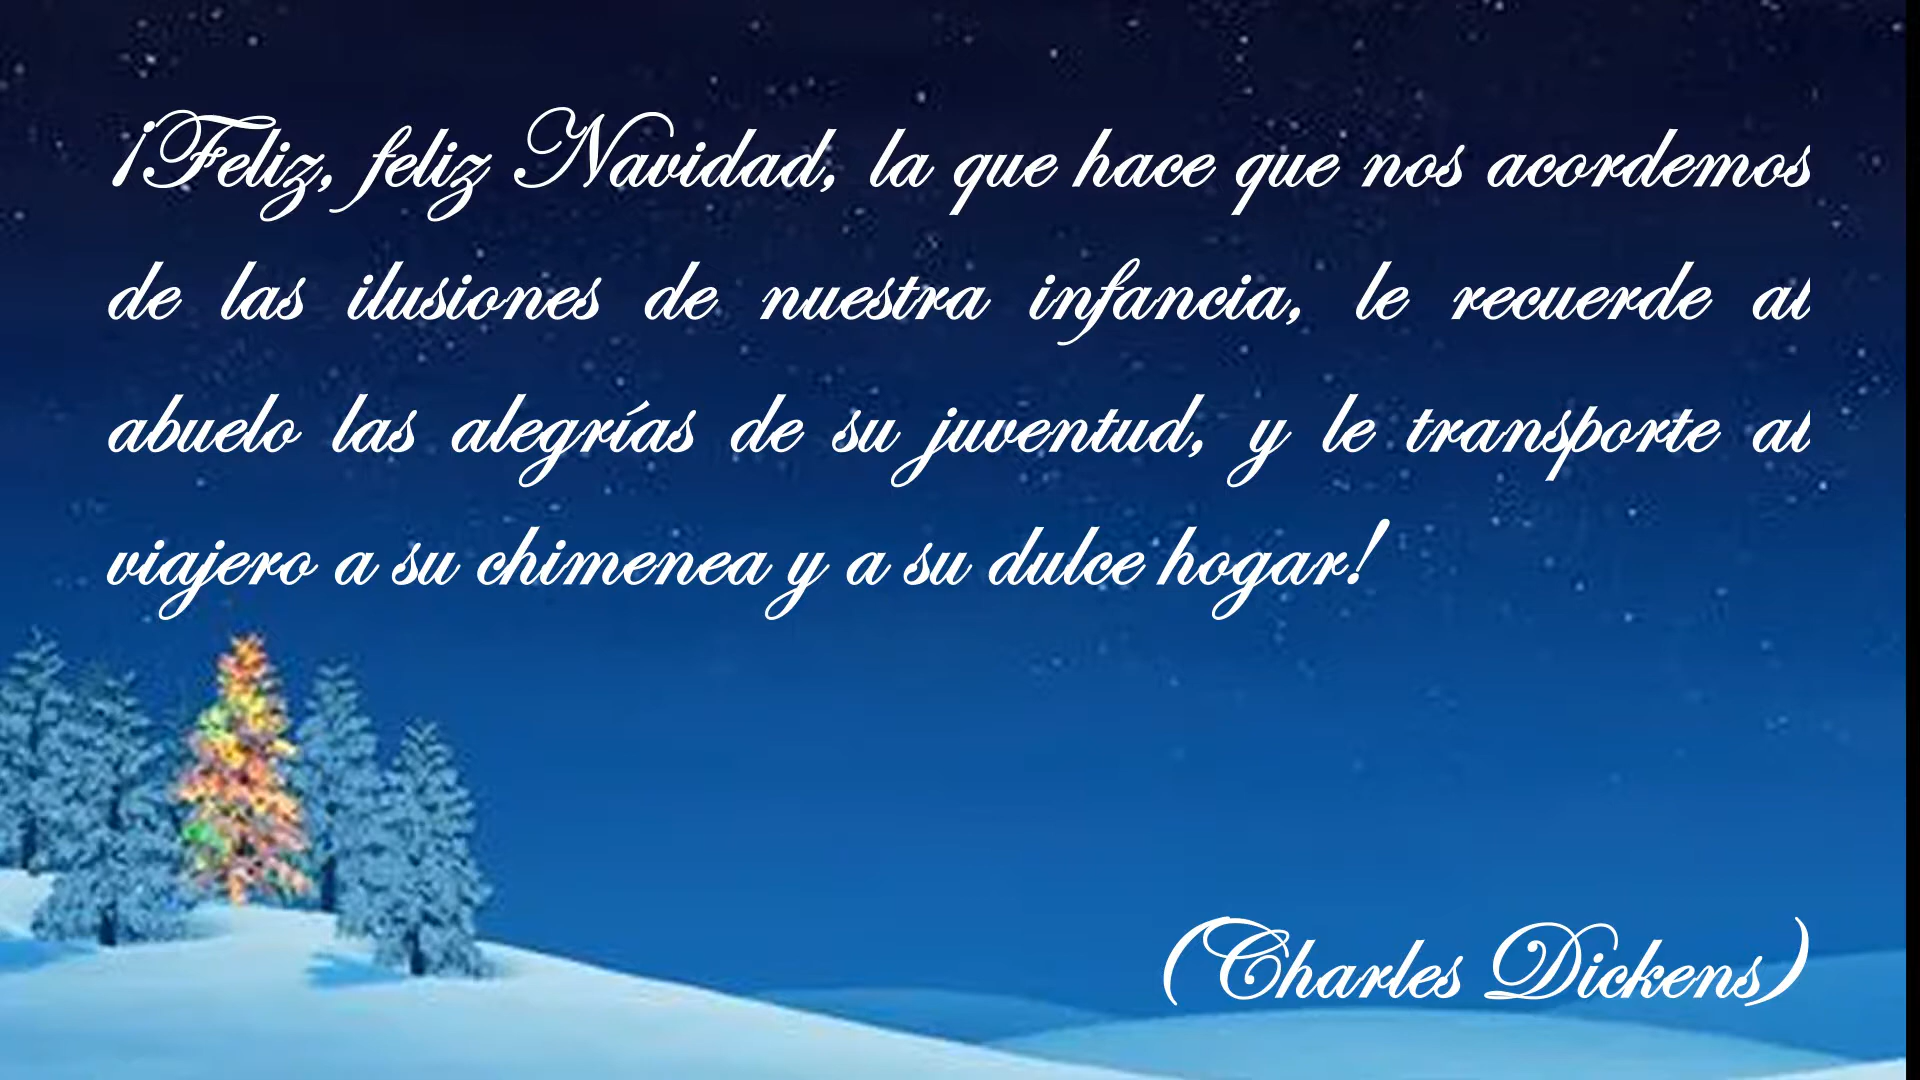 ¡Feliz, feliz Navidad, la que hace que nos acordemos
de las ilusiones de nuestra infancia, le recuerde al
abuelo las alegrías de su juventud, y le transporte al
viajero a su chimenea y a su dulce hogar!
(Charles Dickens)